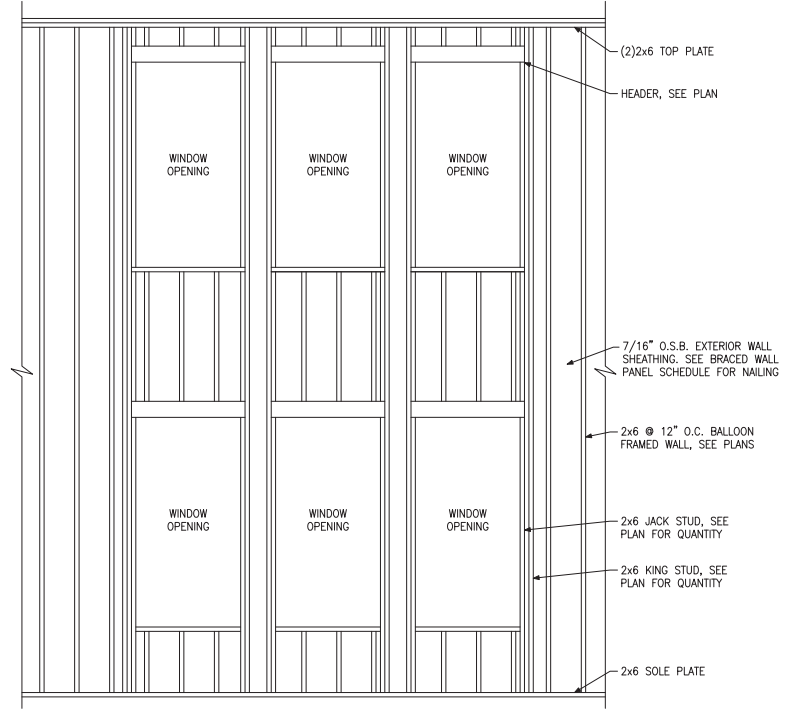 (2)2x6 TOP PLATE
HEADER, SEE PLAN
WINDOW
OPENING
WINDOW
OPENING
WINDOW
OPENING
7/16" O.S.B. EXTERIOR WALL
SHEATHING. SEE BRACED WALL
PANEL SCHEDULE FOR NAILING
2x6 @ 12" O.C. BALLOON
FRAMED WALL, SEE PLANS
WINDOW
OPENING
WINDOW
OPENING
WINDOW
OPENING
2x6 JACK STUD, SEE
PLAN FOR QUANTITY
2x6 KING STUD, SEE
PLAN FOR QUANTITY
2x6 SOLE PLATE